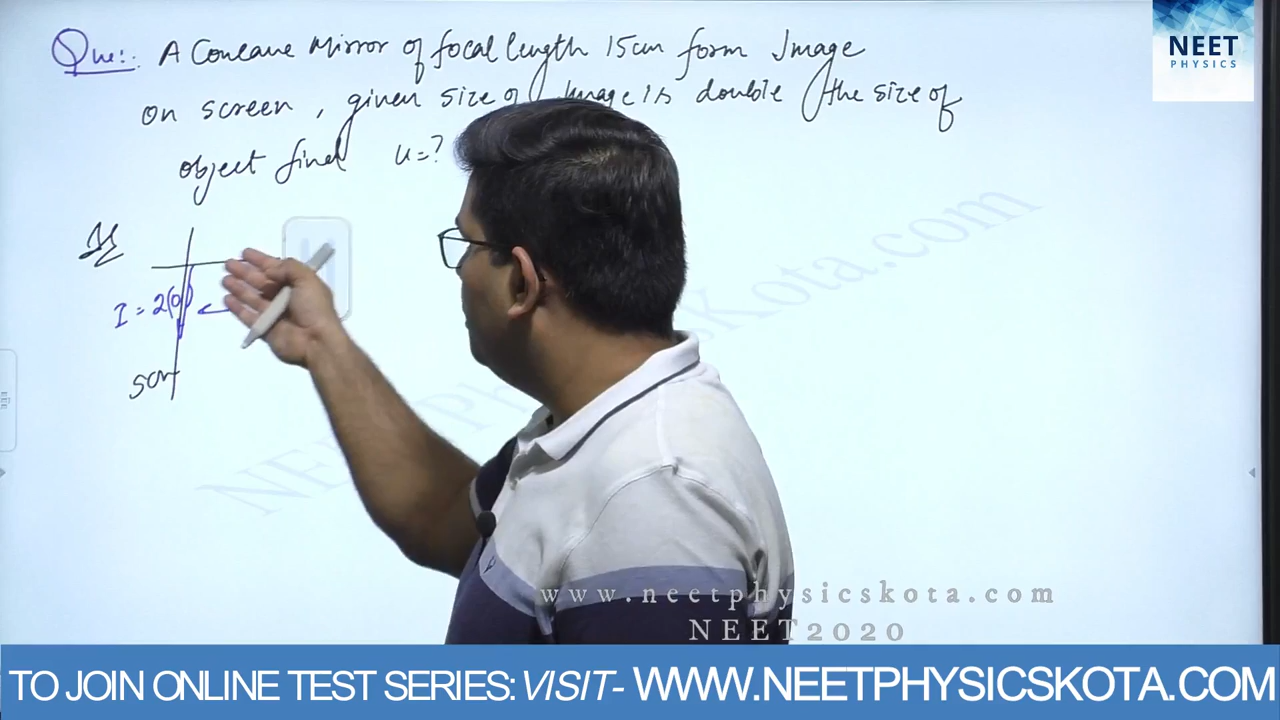 Que:. A Concave Mirror of focal length 15cm form Image
on screen, given size of Image is double the size of
object find u=?
I = 2(0)
scr
NEET
PHYSICS
www.neetphysicskota.com
NEET2020
TO JOIN ONLINE TEST SERIES: VISIT- WWW.NEETPHYSICSKOTA.COM